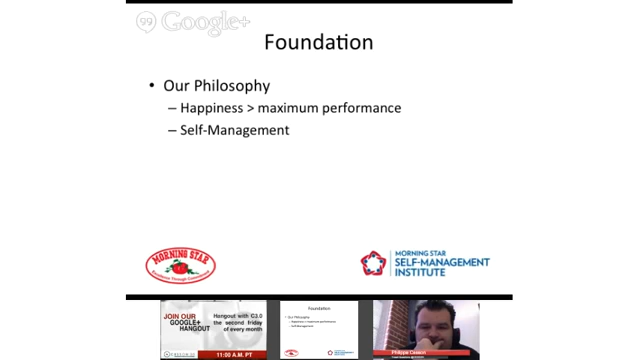 Google+
Foundation
• Our Philosophy
– Happiness > maximum performance
– Self-Management
MORNING STAR
MORNING STAR
SELF-MANAGEMENT
INSTITUTE
JOIN OUR
GOOGLE+
HANGOUT
Hangout with C3.0
the second friday
of every month
11:00 A.M. PT
Foundation
Our Philosophy
Happiness > maximum performance
Self-Management